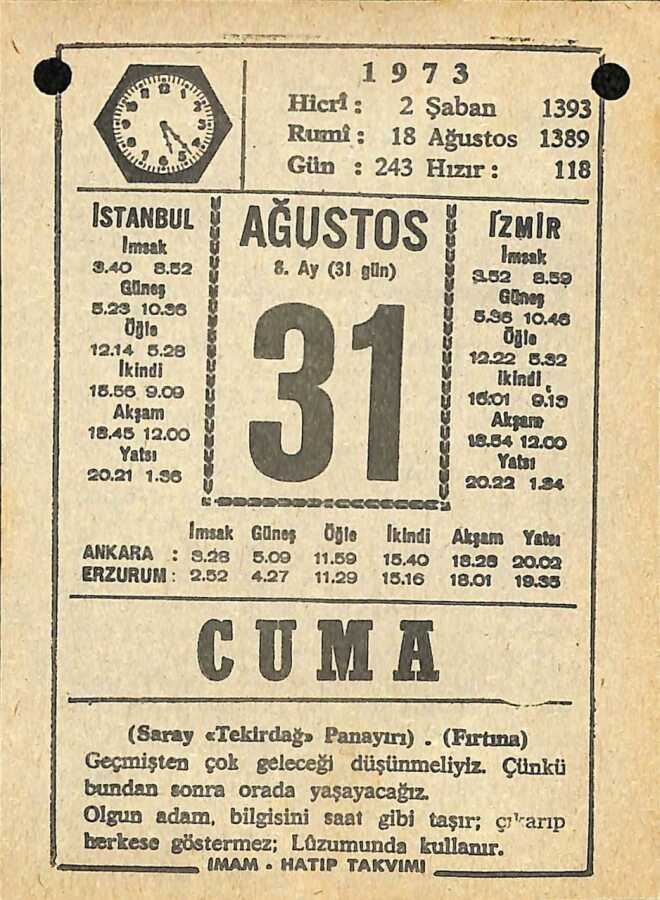 1973
Hicrî : 2 Şaban 1393
Rumî : 18 Ağustos 1389
Gün : 243 Hızır : 118
İSTANBUL
İmsak
3.40 8.52
Güneş
5.23 10.36
Öğle
12.14 5.28
İkindi
15.56 9.09
Akşam
18.45 12.00
Yatsı
20.21 1.36
AĞUSTOS
8. Ay (31 gün)
31
İZMİR
İmsak
3.52 8.59
Güneş
5.36 10.46
Öğle
12.22 5.32
İkindi
16.01 9.13
Akşam
18.54 12.00
Yatsı
20.22 1.34
İmsak Güneş Öğle İkindi Akşam Yatsı
ANKARA : 3.28 5.09 11.59 15.40 18.28 20.02
ERZURUM : 2.52 4.27 11.29 15.16 18.01 19.35
CUMA
(Saray «Tekirdağ» Panayırı) . (Fırtına)
Geçmişten çok geleceği düşünmeliyiz. Çünkü
bundan sonra orada yaşayacağız.
Olgun adam, bilgisini saat gibi taşır; çıkarıp
herkese göstermez; Lûzumunda kullanır.
İMAM - HATİP TAKVİMİ